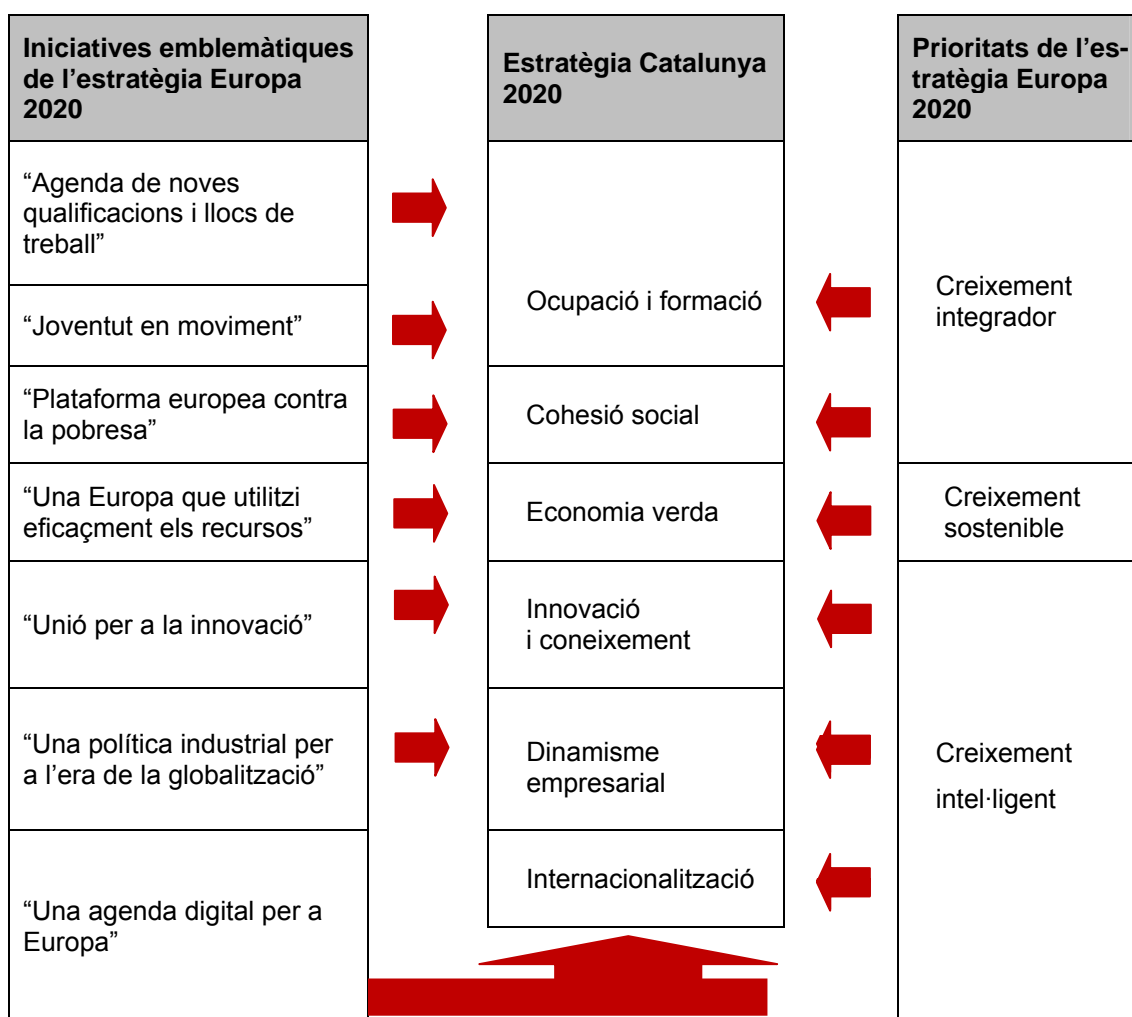 Iniciatives emblemàtiques
de l’estratègia Europa
2020
“Agenda de noves
qualificacions i llocs de
treball”
“Joventut en moviment”
“Plataforma europea contra
la pobresa”
“Una Europa que utilitzi
eficaçment els recursos”
“Unió per a la innovació”
“Una política industrial per
a l’era de la globalització”
“Una agenda digital per a
Europa”
Estratègia Catalunya
2020
Ocupació i formació
Cohesió social
Economia verda
Innovació
i coneixement
Dinamisme
empresarial
Internacionalització
Prioritats de l’es-
tratègia Europa
2020
Creixement
integrador
Creixement
sostenible
Creixement
intel·ligent